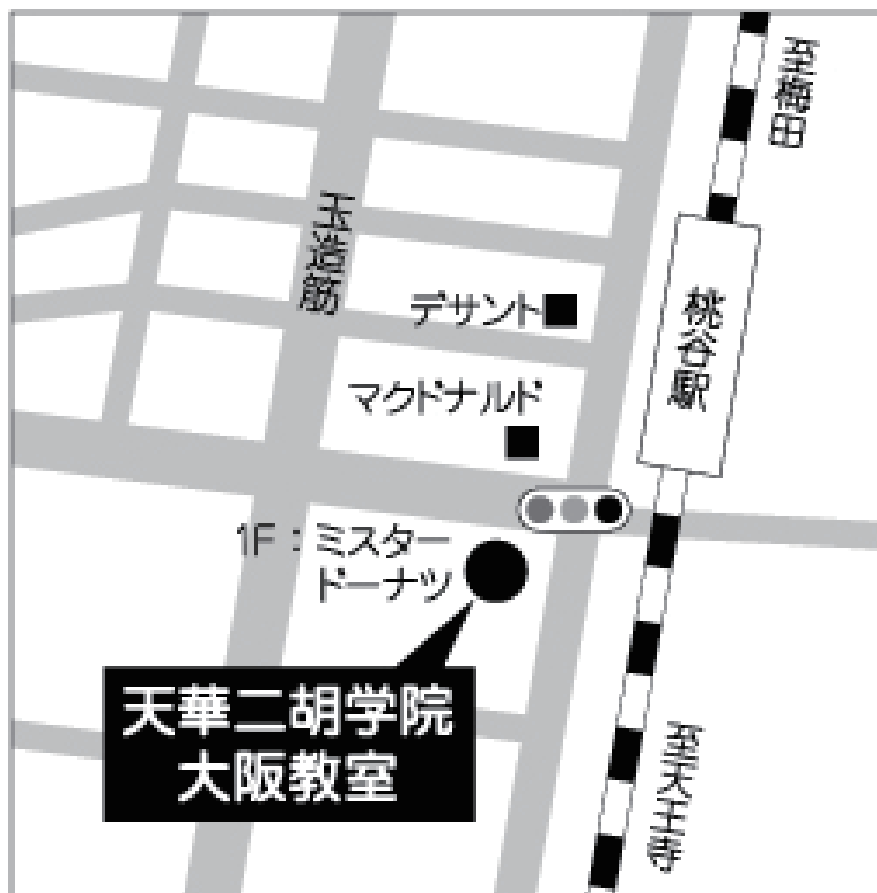 至梅田
玉造筋
デサント
桃谷駅
マクドナルド
1F：ミスター
ドーナツ
天華二胡学院
大阪教室
至天王寺